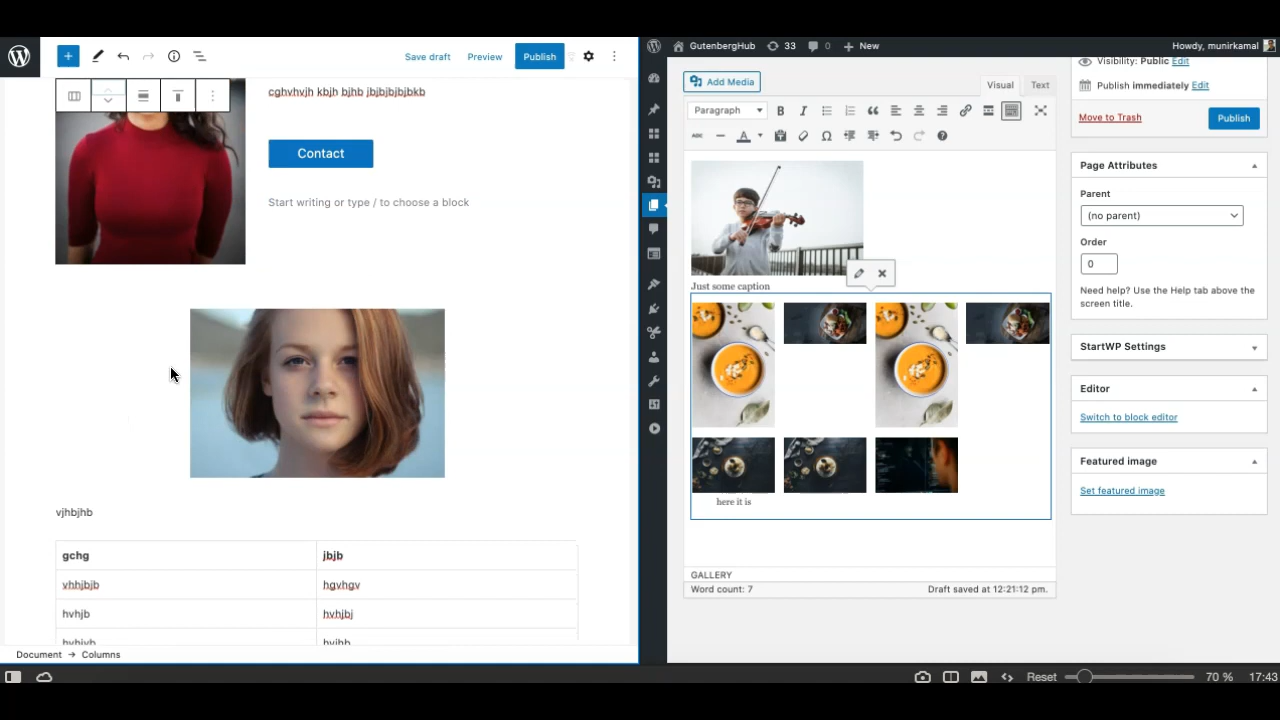 Save draft
Preview
Publish
cghvhvjh kbjh bjhb jbjbjbjbjbkb
Contact
Start writing or type / to choose a block
vjhbjhb
gchg jbjb
vhhjbjb hgvhgv
hvhjb hvhjbj
Document → Columns
GutenbergHub 33 0 New Howdy, munirkamal
Add Media
Visual Text
Paragraph
ABC
Just some caption
here it is
GALLERY
Word count: 7 Draft saved at 12:21:12 pm.
Visibility: Public Edit
Publish immediately Edit
Move to Trash Publish
Page Attributes
Parent
(no parent)
Order
0
Need help? Use the Help tab above the
screen title.
StartWP Settings
Editor
Switch to block editor
Featured image
Set featured image
Reset 70 % 17:43